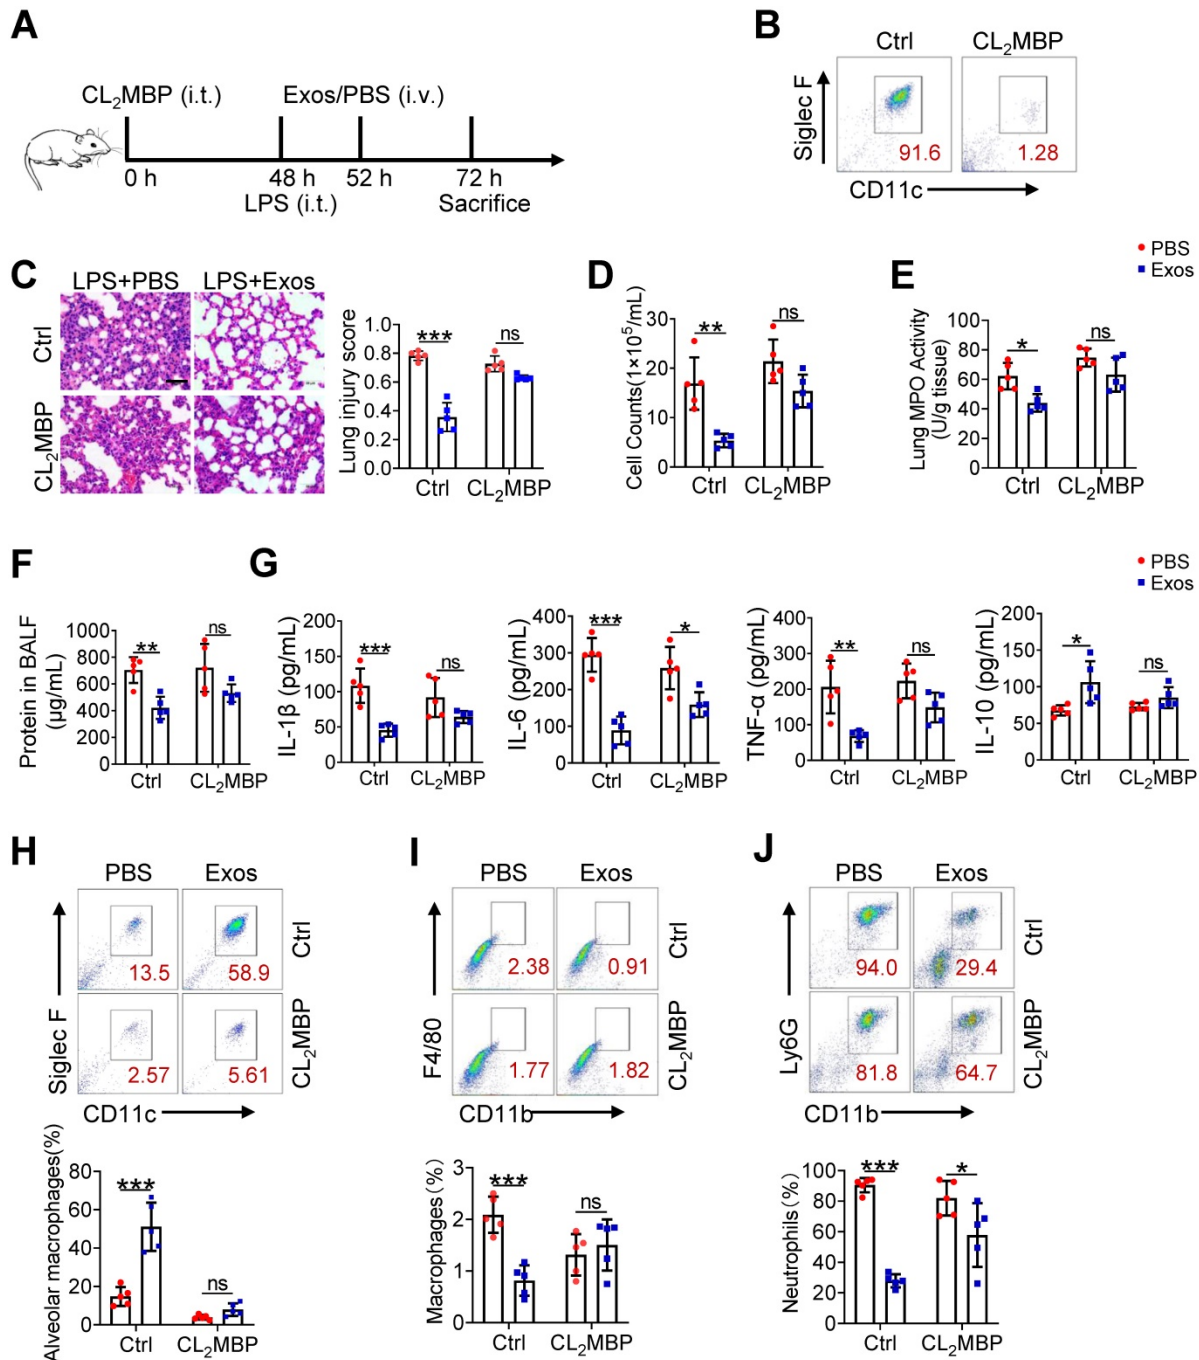 A
CL2MBP (i.t.) Exos/PBS (i.v.)
0 h 48 h 52 h 72 h
LPS (i.t.) Sacrifice
B
Ctrl CL2MBP
Siglec F
91.6 1.28
CD11c
C
LPS+PBS LPS+Exos
Ctrl
CL2MBP
Lung injury score
1.0
0.8
0.6
0.4
0.2
0.0
*** ns
Ctrl CL2MBP
D
Cell Counts(1×10⁵/mL)
30
20
10
0
** ns
Ctrl CL2MBP
PBS
Exos
E
Lung MPO Activity
(U/g tissue)
100
80
60
40
20
0
* ns
Ctrl CL2MBP
F
Protein in BALF
(μg/mL)
1000
800
600
400
200
0
** ns
Ctrl CL2MBP
G
IL-1β (pg/mL)
200
150
100
50
0
*** ns
Ctrl CL2MBP
IL-6 (pg/mL)
400
300
200
100
0
*** *
Ctrl CL2MBP
TNF-α (pg/mL)
400
300
200
100
0
** ns
Ctrl CL2MBP
PBS
Exos
IL-10 (pg/mL)
200
150
100
50
0
* ns
Ctrl CL2MBP
H
PBS Exos
Siglec F
13.5 58.9
Ctrl
2.57 5.61
CL2MBP
CD11c
Alveolar macrophages(%)
80
60
40
20
0
*** ns
Ctrl CL2MBP
I
PBS Exos
F4/80
2.38 0.91
Ctrl
1.77 1.82
CL2MBP
CD11b
Macrophages(%)
3
2
1
0
*** ns
Ctrl CL2MBP
J
PBS Exos
Ly6G
94.0 29.4
Ctrl
81.8 64.7
CL2MBP
CD11b
Neutrophils(%)
100
80
60
40
20
0
*** *
Ctrl CL2MBP